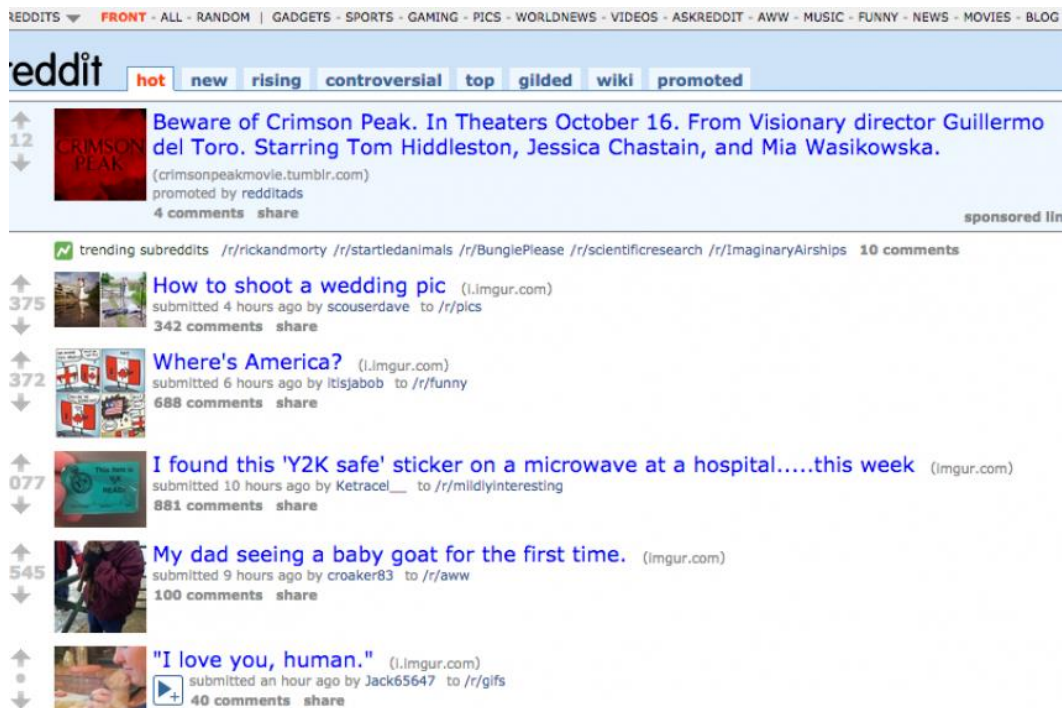 REDDITS FRONT - ALL - RANDOM | GADGETS - SPORTS - GAMING - PICS - WORLDNEWS - VIDEOS - ASKREDDIT - AWW - MUSIC - FUNNY - NEWS - MOVIES - BLOG
eddit hot new rising controversial top gilded wiki promoted
12
CRIMSON
PEAK
Beware of Crimson Peak. In Theaters October 16. From Visionary director Guillermo
del Toro. Starring Tom Hiddleston, Jessica Chastain, and Mia Wasikowska.
(crimsonpeakmovie.tumblr.com)
promoted by redditads
4 comments share
sponsored lin
trending subreddits /r/rickandmorty /r/startledanimals /r/BungiePlease /r/scientificresearch /r/ImaginaryAirships 10 comments
375
How to shoot a wedding pic (i.imgur.com)
submitted 4 hours ago by scouserdave to /r/pics
342 comments share
372
Where's America? (i.imgur.com)
submitted 6 hours ago by itisjabob to /r/funny
688 comments share
077
This item is
I found this 'Y2K safe' sticker on a microwave at a hospital.....this week (imgur.com)
submitted 10 hours ago by Ketracel__ to /r/mildlyinteresting
881 comments share
545
My dad seeing a baby goat for the first time. (imgur.com)
submitted 9 hours ago by croaker83 to /r/aww
100 comments share
•
"I love you, human." (i.imgur.com)
submitted an hour ago by Jack65647 to /r/gifs
40 comments share